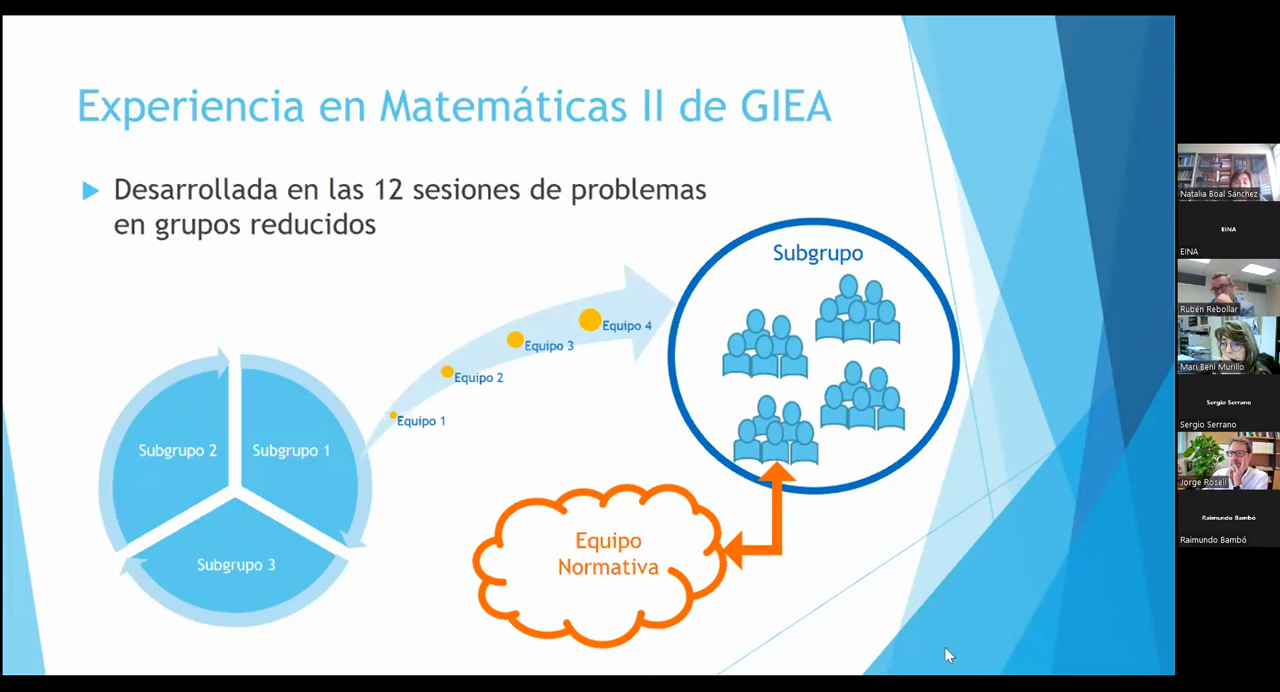 Experiencia en Matemáticas II de GIEA
Desarrollada en las 12 sesiones de problemas
en grupos reducidos
Subgrupo
Equipo 4
Equipo 3
Equipo 2
Equipo 1
Subgrupo 2
Subgrupo 1
Subgrupo 3
Equipo
Normativa
Natalia Boal Sánchez
EINA
EINA
Rubén Rebollar
Mari Beni Murillo
Sergio Serrano
Sergio Serrano
Jorge Rosell
Raimundo Bambó
Raimundo Bambó